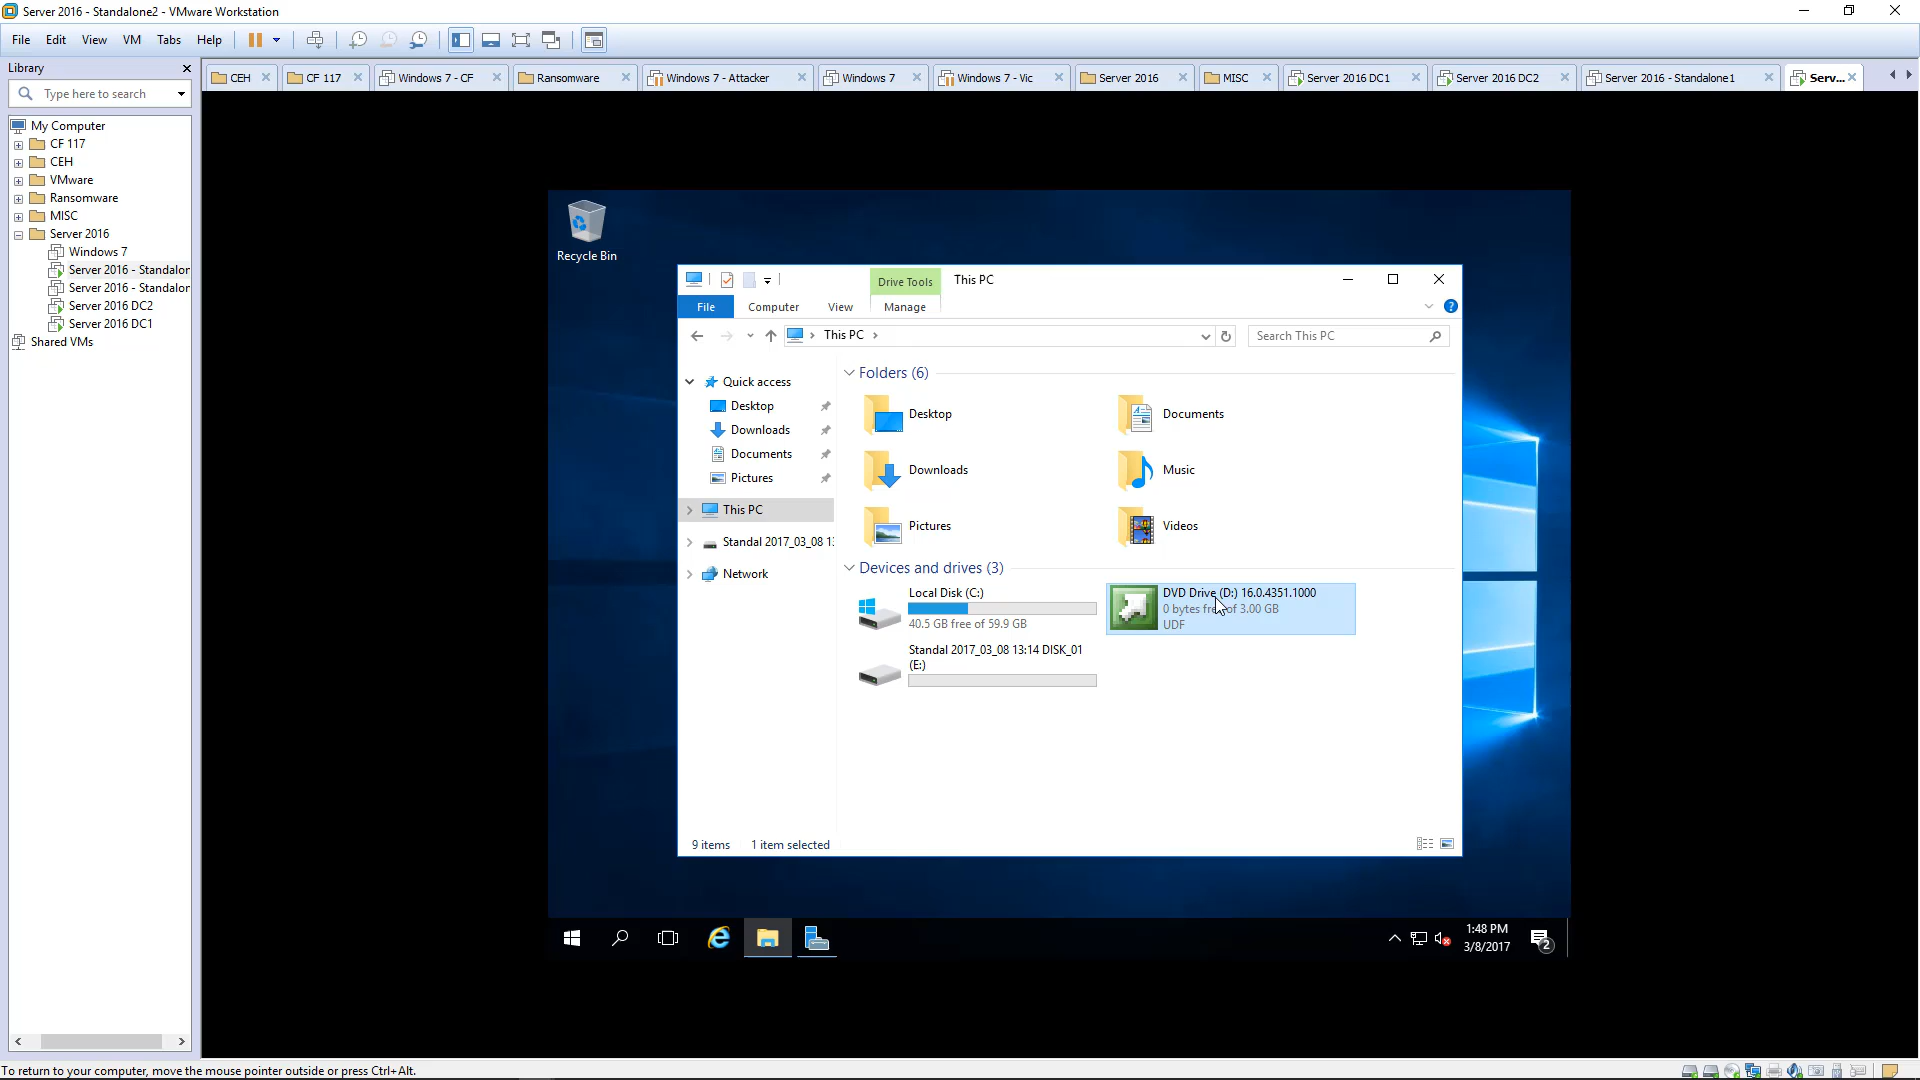 Server 2016 - Standalone2 - VMware Workstation
File Edit View VM Tabs Help
Library
Type here to search
My Computer
CF 117
CEH
VMware
Ransomware
MISC
Server 2016
Windows 7
Server 2016 - Standalor
Server 2016 - Standalor
Server 2016 DC2
Server 2016 DC1
Shared VMs
CEH CF 117 Windows 7 - CF Ransomware Windows 7 - Attacker Windows 7 Windows 7 - Vic Server 2016 MISC Server 2016 DC1 Server 2016 DC2 Server 2016 - Standalone1 Serv...
Recycle Bin
Drive Tools This PC
File Computer View Manage
This PC
Search This PC
Quick access
Desktop
Downloads
Documents
Pictures
This PC
Standal 2017_03_08 1
Network
Folders (6)
Desktop
Documents
Downloads
Music
Pictures
Videos
Devices and drives (3)
Local Disk (C:)
40.5 GB free of 59.9 GB
DVD Drive (D:) 16.0.4351.1000
0 bytes free of 3.00 GB
UDF
Standal 2017_03_08 13:14 DISK_01
(E:)
9 items 1 item selected
1:48 PM
3/8/2017
2
To return to your computer, move the mouse pointer outside or press Ctrl+Alt.